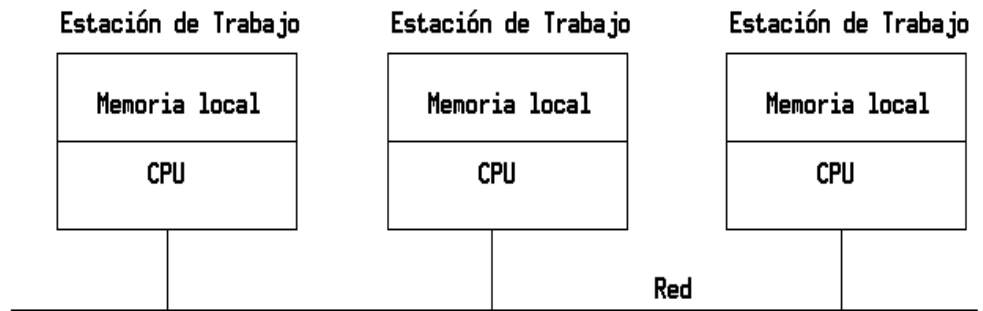 Estación de Trabajo Estación de Trabajo Estación de Trabajo
Memoria local Memoria local Memoria local
CPU CPU CPU
Red